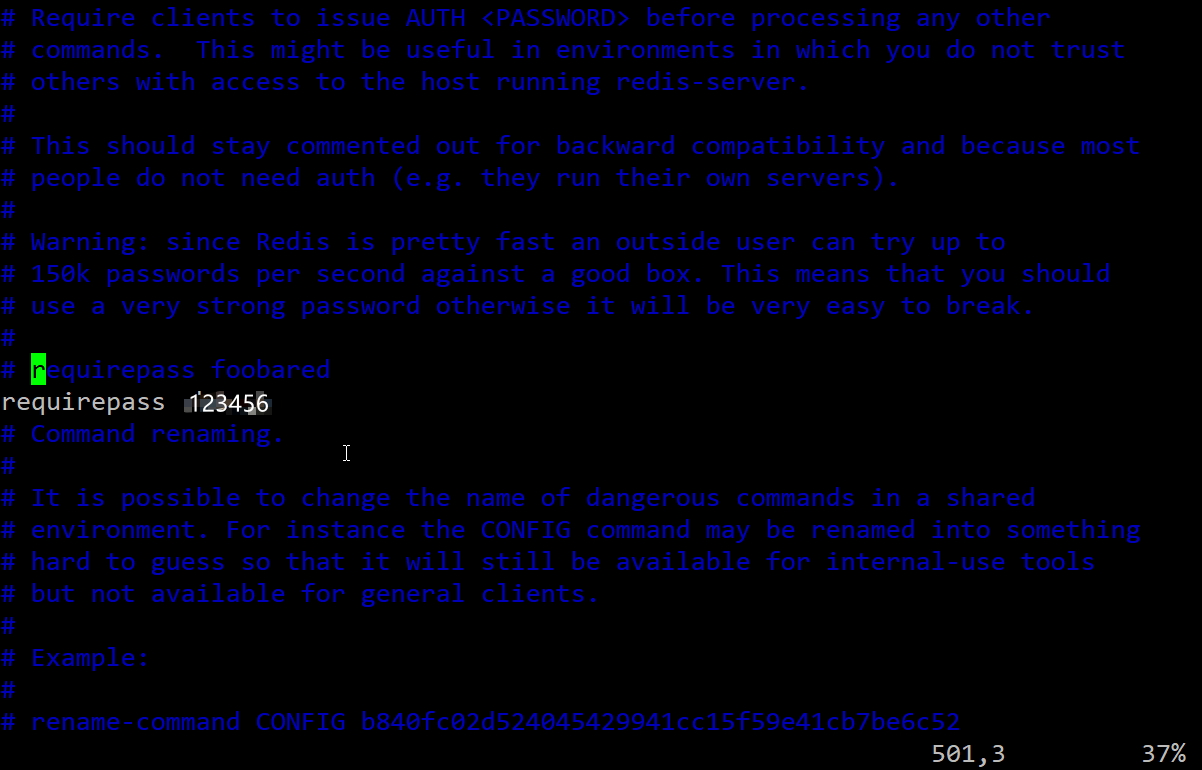 # Require clients to issue AUTH <PASSWORD> before processing any other
# commands.  This might be useful in environments in which you do not trust
# others with access to the host running redis-server.
#
# This should stay commented out for backward compatibility and because most
# people do not need auth (e.g. they run their own servers).
#
# Warning: since Redis is pretty fast an outside user can try up to
# 150k passwords per second against a good box. This means that you should
# use a very strong password otherwise it will be very easy to break.
#
# requirepass foobared
requirepass 123456
# Command renaming.
#
# It is possible to change the name of dangerous commands in a shared
# environment. For instance the CONFIG command may be renamed into something
# hard to guess so that it will still be available for internal-use tools
# but not available for general clients.
#
# Example:
#
# rename-command CONFIG b840fc02d524045429941cc15f59e41cb7be6c52
501,3 37%